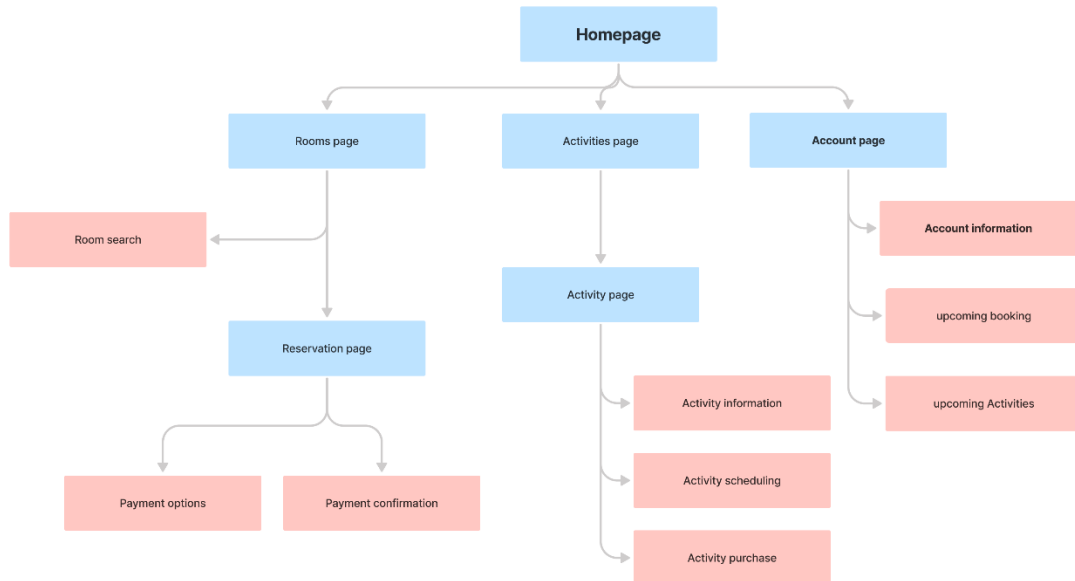 Homepage
Rooms page
Activities page
Account page
Room search
Account information
Activity page
upcoming booking
Reservation page
Activity information
upcoming Activities
Activity scheduling
Payment options
Payment confirmation
Activity purchase